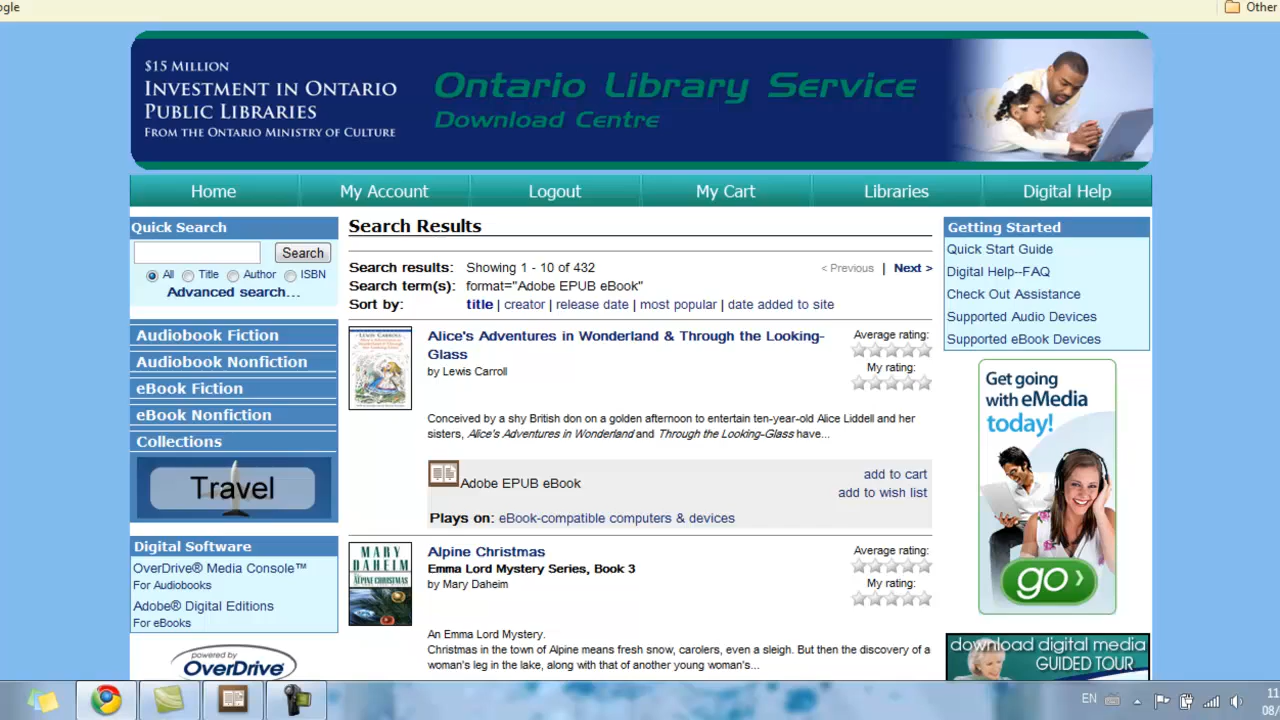 ogle
Other
$15 MILLION
INVESTMENT IN ONTARIO
PUBLIC LIBRARIES
FROM THE ONTARIO MINISTRY OF CULTURE
Ontario Library Service
Download Centre
Home
My Account
Logout
My Cart
Libraries
Digital Help
Quick Search
Search
All Title Author ISBN
Advanced search...
Audiobook Fiction
Audiobook Nonfiction
eBook Fiction
eBook Nonfiction
Collections
Travel
Digital Software
OverDrive® Media Console™
For Audiobooks
Adobe® Digital Editions
For eBooks
powered by
OverDrive®
Search Results
Search results: Showing 1 - 10 of 432
< Previous | Next >
Search term(s): format="Adobe EPUB eBook"
Sort by: title | creator | release date | most popular | date added to site
LEWIS CARROLL
Alice's Adventures in Wonderland & Through the Looking-
Glass
by Lewis Carroll
Average rating:
My rating:
Conceived by a shy British don on a golden afternoon to entertain ten-year-old Alice Liddell and her
sisters, Alice's Adventures in Wonderland and Through the Looking-Glass have...
Adobe EPUB eBook
add to cart
add to wish list
Plays on: eBook-compatible computers & devices
MARY
DAHEIM
THE ALPINE CHRISTMAS
Alpine Christmas
Emma Lord Mystery Series, Book 3
by Mary Daheim
Average rating:
My rating:
An Emma Lord Mystery.
Christmas in the town of Alpine means fresh snow, carolers, even a sleigh. But then the discovery of a
woman's leg in the lake, along with that of another young woman's...
Getting Started
Quick Start Guide
Digital Help--FAQ
Check Out Assistance
Supported Audio Devices
Supported eBook Devices
Get going
with eMedia
today!
go >
download digital media
GUIDED TOUR
EN
11
08/